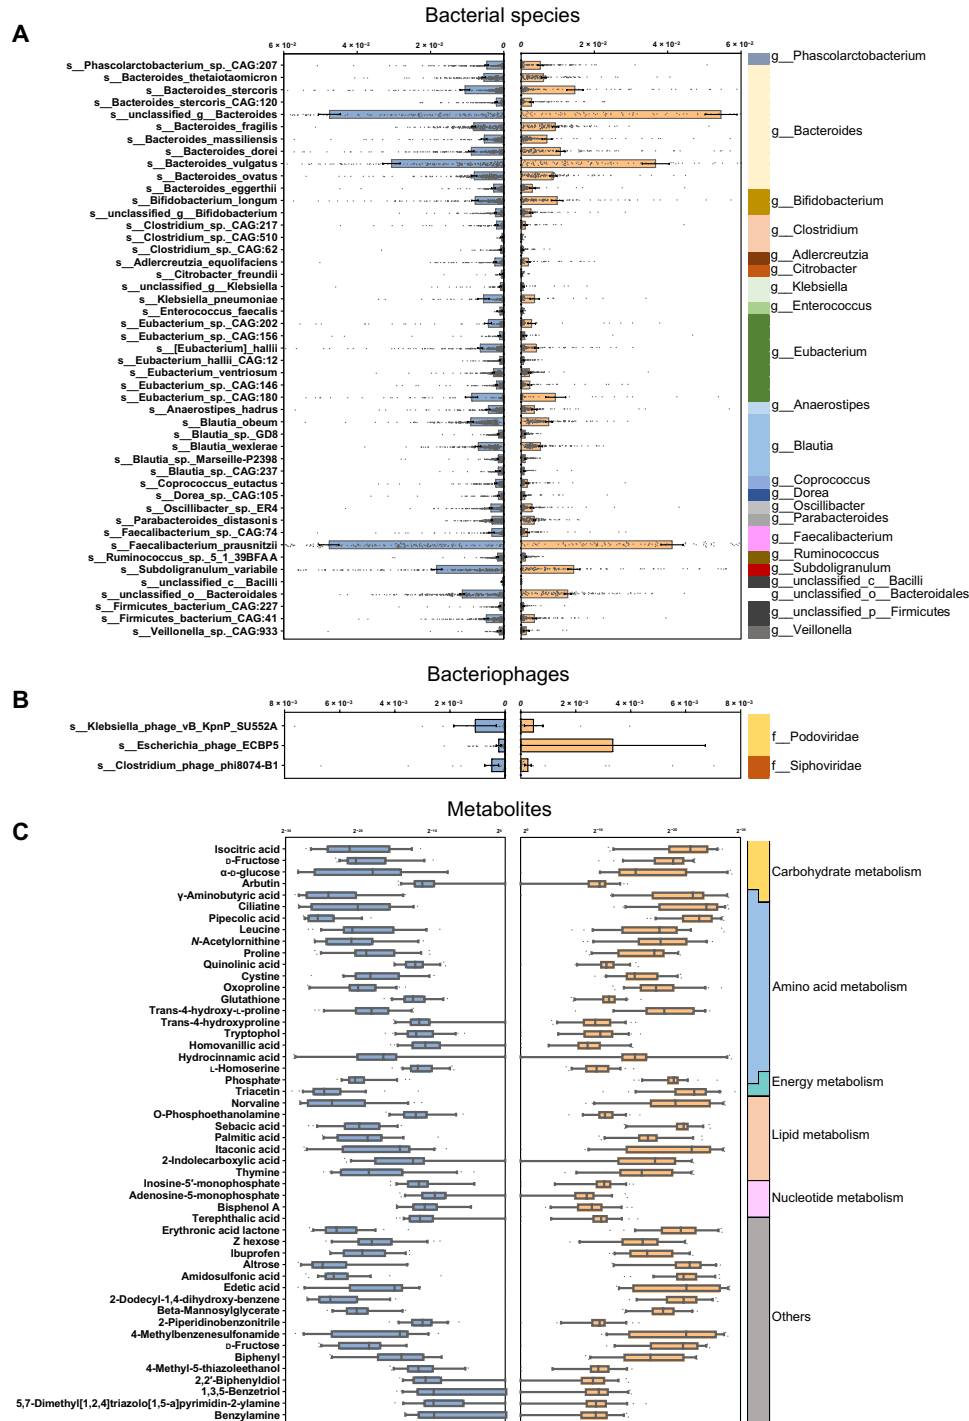 Bacterial species
A
6 × 10⁻² 4 × 10⁻² 2 × 10⁻² 0 0 2 × 10⁻² 4 × 10⁻² 6 × 10⁻²
s__Phascolarctobacterium_sp._CAG:207
s__Bacteroides_thetaiotaomicron
s__Bacteroides_stercoris
s__Bacteroides_stercoris_CAG:120
s__unclassified_g__Bacteroides
s__Bacteroides_fragilis
s__Bacteroides_massiliensis
s__Bacteroides_dorei
s__Bacteroides_vulgatus
s__Bacteroides_ovatus
s__Bacteroides_eggerthii
s__Bifidobacterium_longum
s__unclassified_g__Bifidobacterium
s__Clostridium_sp._CAG:217
s__Clostridium_sp._CAG:510
s__Clostridium_sp._CAG:62
s__Adlercreutzia_equolifaciens
s__Citrobacter_freundii
s__unclassified_g__Klebsiella
s__Klebsiella_pneumoniae
s__Enterococcus_faecalis
s__Eubacterium_sp._CAG:202
s__Eubacterium_sp._CAG:156
s__[Eubacterium]_hallii
s__Eubacterium_hallii_CAG:12
s__Eubacterium_ventriosum
s__Eubacterium_sp._CAG:146
s__Eubacterium_sp._CAG:180
s__Anaerostipes_hadrus
s__Blautia_obeum
s__Blautia_sp._GD8
s__Blautia_wexlerae
s__Blautia_sp._Marseille-P2398
s__Blautia_sp._CAG:237
s__Coprococcus_eutactus
s__Dorea_sp._CAG:105
s__Oscillibacter_sp._ER4
s__Parabacteroides_distasonis
s__Faecalibacterium_sp._CAG:74
s__Faecalibacterium_prausnitzii
s__Ruminococcus_sp._5_1_39BFAA
s__Subdoligranulum_variabile
s__unclassified_c__Bacilli
s__unclassified_o__Bacteroidales
s__Firmicutes_bacterium_CAG:227
s__Firmicutes_bacterium_CAG:41
s__Veillonella_sp._CAG:933
g__Phascolarctobacterium
g__Bacteroides
g__Bifidobacterium
g__Clostridium
g__Adlercreutzia
g__Citrobacter
g__Klebsiella
g__Enterococcus
g__Eubacterium
g__Anaerostipes
g__Blautia
g__Coprococcus
g__Dorea
g__Oscillibacter
g__Parabacteroides
g__Faecalibacterium
g__Ruminococcus
g__Subdoligranulum
g__unclassified_c__Bacilli
g__unclassified_o__Bacteroidales
g__unclassified_p__Firmicutes
g__Veillonella
Bacteriophages
B
8 × 10⁻³ 6 × 10⁻³ 4 × 10⁻³ 2 × 10⁻³ 0 0 2 × 10⁻³ 4 × 10⁻³ 6 × 10⁻³ 8 × 10⁻³
s__Klebsiella_phage_vB_KpnP_SU552A
s__Escherichia_phage_ECBP5
s__Clostridium_phage_phi8074-B1
f__Podoviridae
f__Siphoviridae
Metabolites
C
2⁻³⁰ 2⁻²⁰ 2⁻¹⁰ 2⁰ 2⁰ 2⁻¹⁰ 2⁻²⁰ 2⁻³⁰
Isocitric acid
D-Fructose
α-D-glucose
Arbutin
γ-Aminobutyric acid
Ciliatine
Pipecolic acid
Leucine
N-Acetylornithine
Proline
Quinolinic acid
Cystine
Oxoproline
Glutathione
Trans-4-hydroxy-L-proline
Trans-4-hydroxyproline
Tryptophol
Homovanillic acid
Hydrocinnamic acid
L-Homoserine
Phosphate
Triacetin
Norvaline
O-Phosphoethanolamine
Sebacic acid
Palmitic acid
Itaconic acid
2-Indolecarboxylic acid
Thymine
Inosine-5′-monophosphate
Adenosine-5-monophosphate
Bisphenol A
Terephthalic acid
Erythronic acid lactone
Z hexose
Ibuprofen
Altrose
Amidosulfonic acid
Edetic acid
2-Dodecyl-1,4-dihydroxy-benzene
Beta-Mannosylglycerate
2-Piperidinobenzonitrile
4-Methylbenzenesulfonamide
D-Fructose
Biphenyl
4-Methyl-5-thiazoleethanol
2,2′-Biphenyldiol
1,3,5-Benzetriol
5,7-Dimethyl[1,2,4]triazolo[1,5-a]pyrimidin-2-ylamine
Benzylamine
Carbohydrate metabolism
Amino acid metabolism
Energy metabolism
Lipid metabolism
Nucleotide metabolism
Others